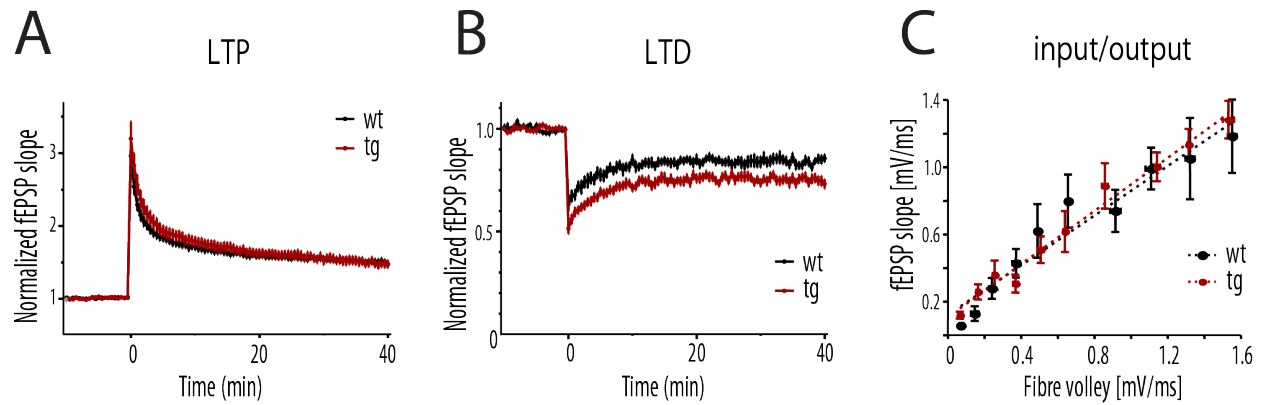 A
LTP
Normalized fEPSP slope
3
2
1
wt
tg
0
20
40
Time (min)
B
LTD
Normalized fEPSP slope
1.0
0.5
0
wt
tg
0
20
40
Time (min)
C
input/output
fEPSP slope [mV/ms]
1.4
1.0
0.6
0.2
wt
tg
0
0.4
0.8
1.2
1.6
Fibre volley [mV/ms]